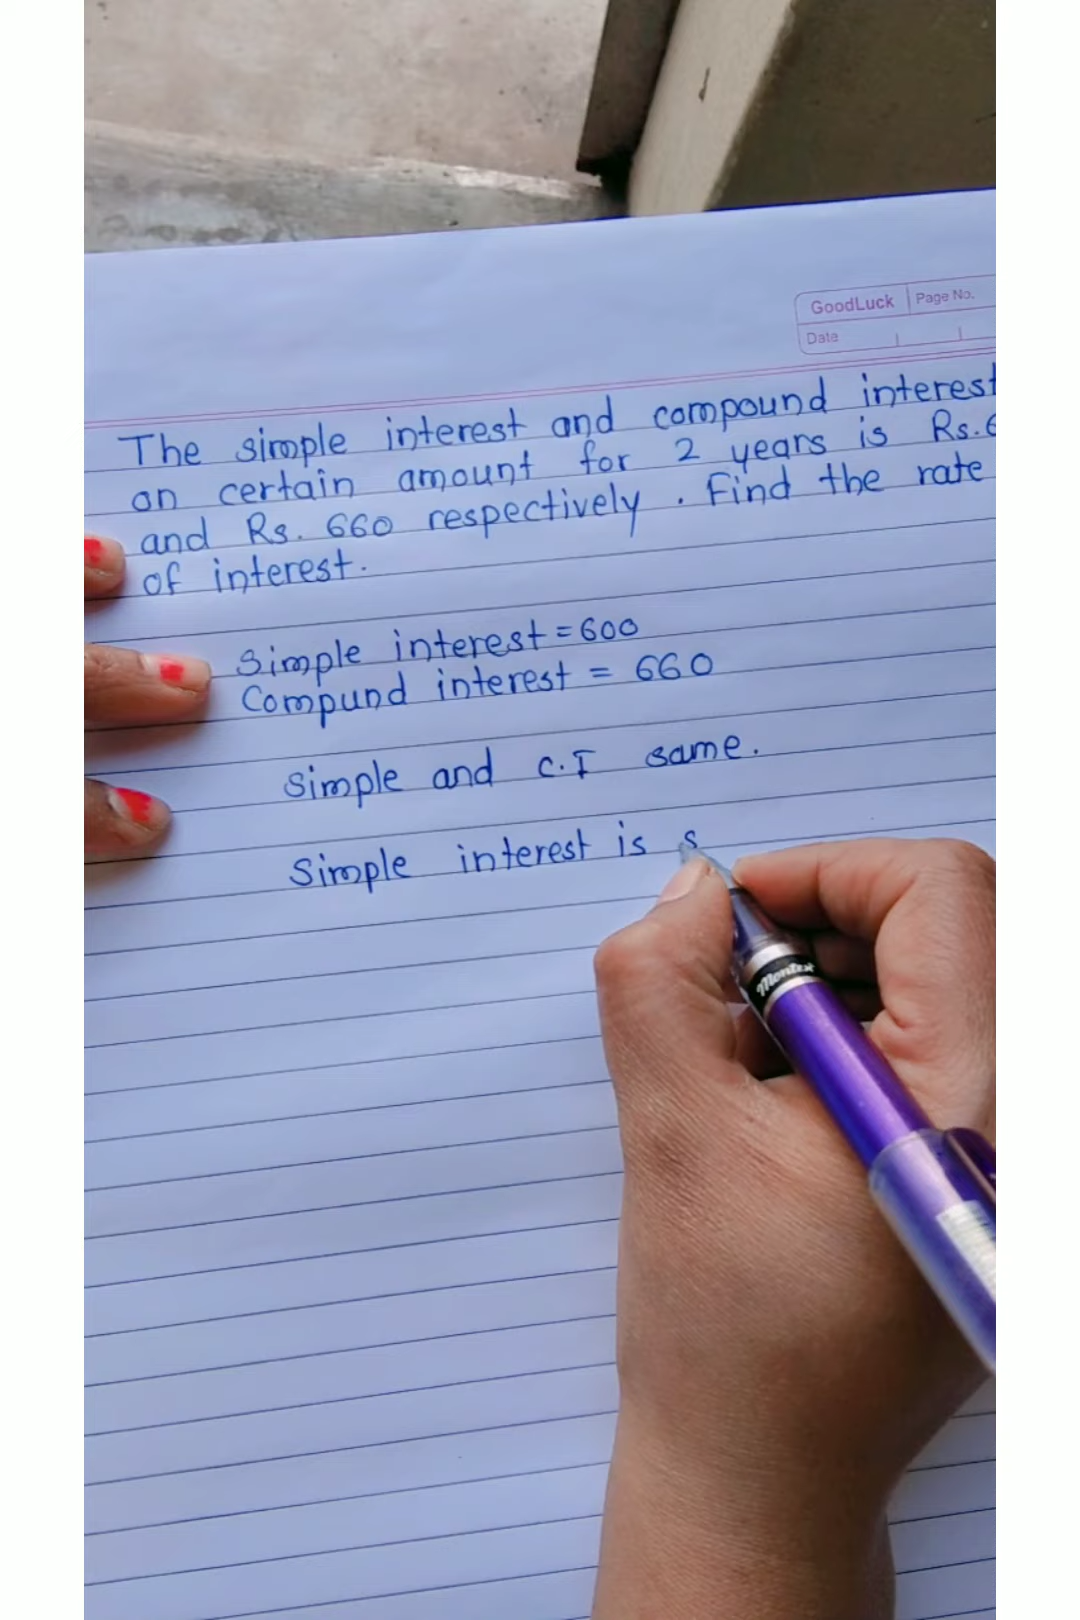 GoodLuck Page No.
Date
The simple interest and compound interest
on certain amount for 2 years is Rs.6
and Rs. 660 respectively. Find the rate
of interest.
Simple interest = 600
Compund interest = 660
Simple and C.I same.
Simple interest is s
Montex